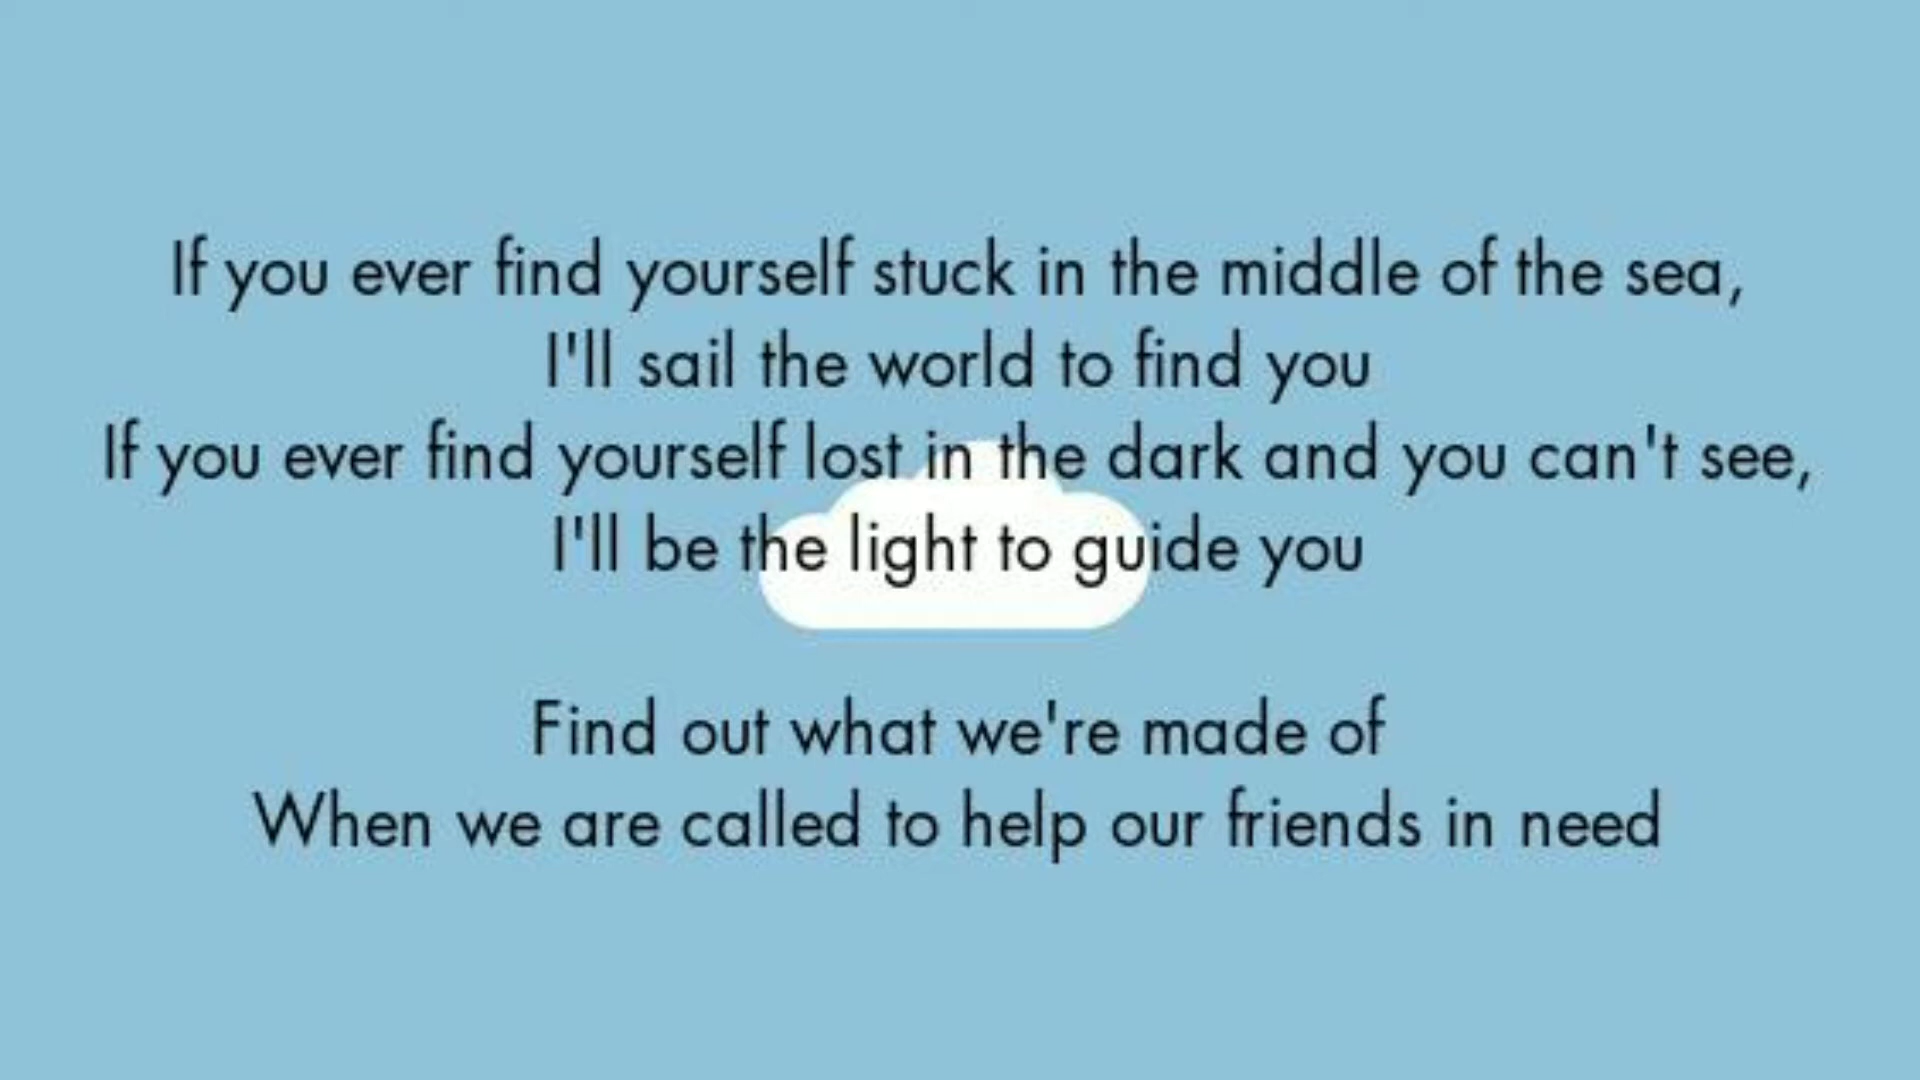 If you ever find yourself stuck in the middle of the sea,
I'll sail the world to find you
If you ever find yourself lost in the dark and you can't see,
I'll be the light to guide you
Find out what we're made of
When we are called to help our friends in need